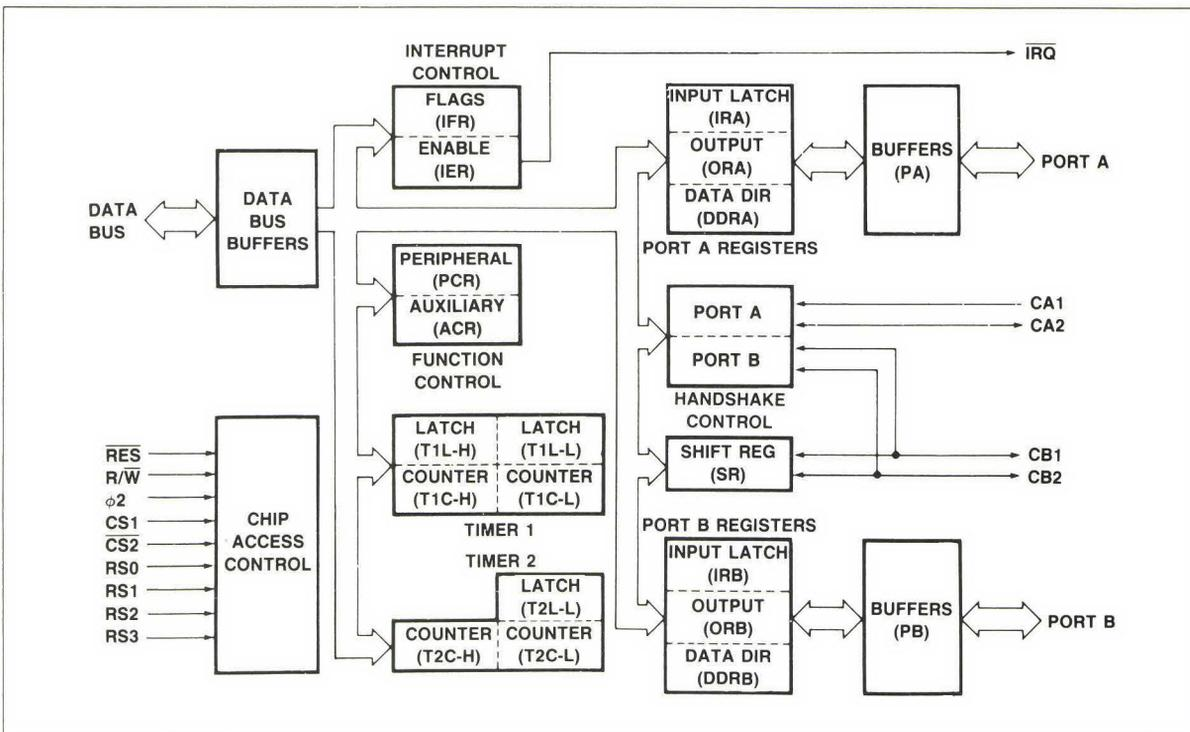 INTERRUPT
CONTROL
FLAGS
(IFR)
ENABLE
(IER)
I̅R̅Q̅
DATA
BUS
DATA
BUS
BUFFERS
PERIPHERAL
(PCR)
AUXILIARY
(ACR)
FUNCTION
CONTROL
R̅E̅S̅
R/W̅
ϕ2
CS1
C̅S̅2̅
RS0
RS1
RS2
RS3
CHIP
ACCESS
CONTROL
LATCH
(T1L-H)
LATCH
(T1L-L)
COUNTER
(T1C-H)
COUNTER
(T1C-L)
TIMER 1
TIMER 2
LATCH
(T2L-L)
COUNTER
(T2C-H)
COUNTER
(T2C-L)
INPUT LATCH
(IRA)
OUTPUT
(ORA)
DATA DIR
(DDRA)
PORT A REGISTERS
BUFFERS
(PA)
PORT A
PORT A
PORT B
HANDSHAKE
CONTROL
CA1
CA2
SHIFT REG
(SR)
CB1
CB2
PORT B REGISTERS
INPUT LATCH
(IRB)
OUTPUT
(ORB)
DATA DIR
(DDRB)
BUFFERS
(PB)
PORT B